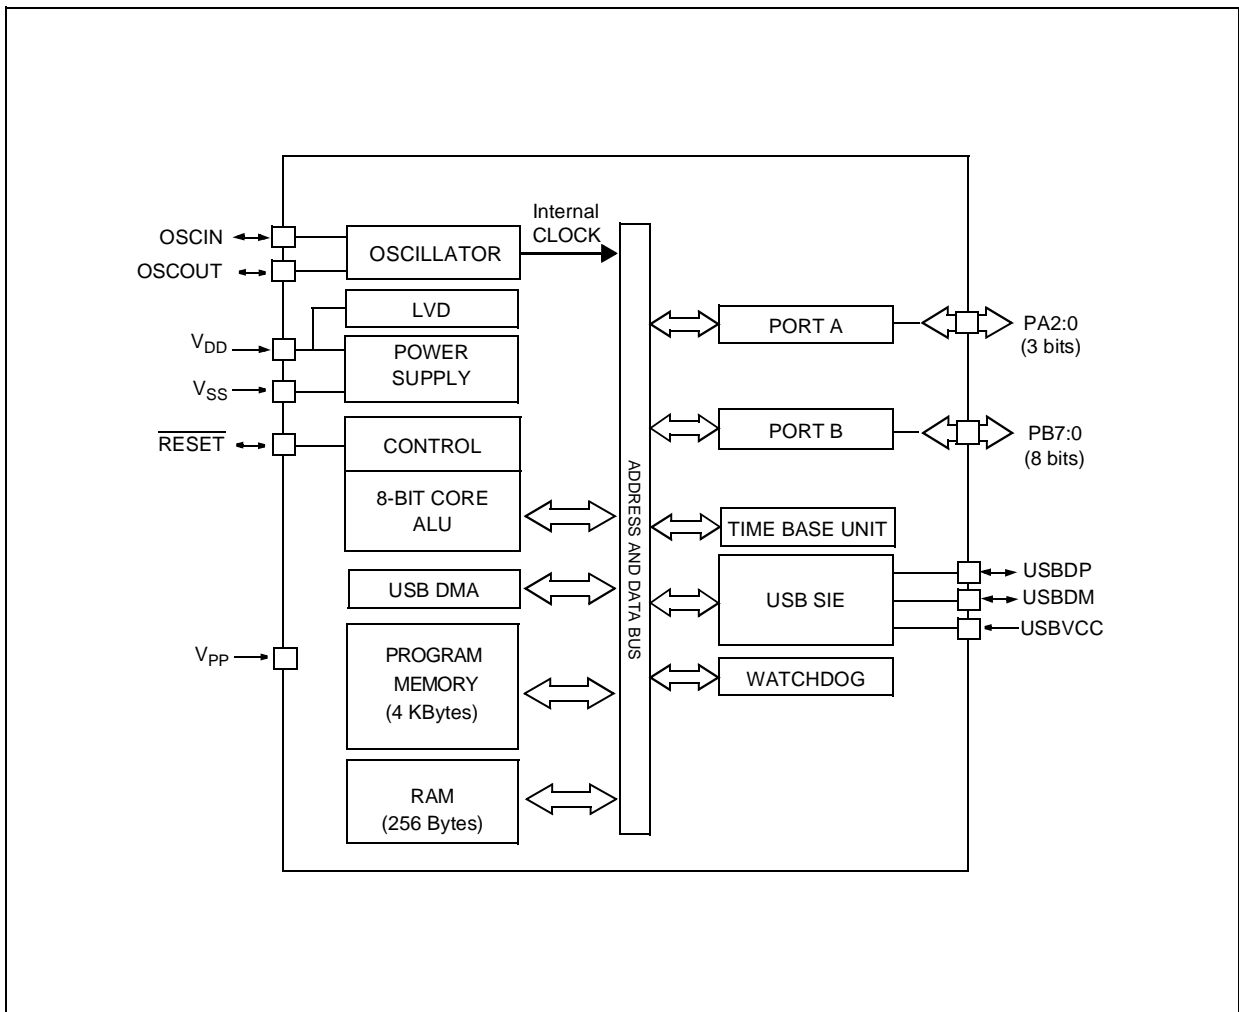 Internal
CLOCK
OSCIN
OSCOUT
OSCILLATOR
LVD
VDD
VSS
POWER
SUPPLY
RESET
CONTROL
8-BIT CORE
ALU
USB DMA
VPP
PROGRAM
MEMORY
(4 KBytes)
RAM
(256 Bytes)
ADDRESS AND DATA BUS
PORT A
PA2:0
(3 bits)
PORT B
PB7:0
(8 bits)
TIME BASE UNIT
USB SIE
USBDP
USBDM
USBVCC
WATCHDOG